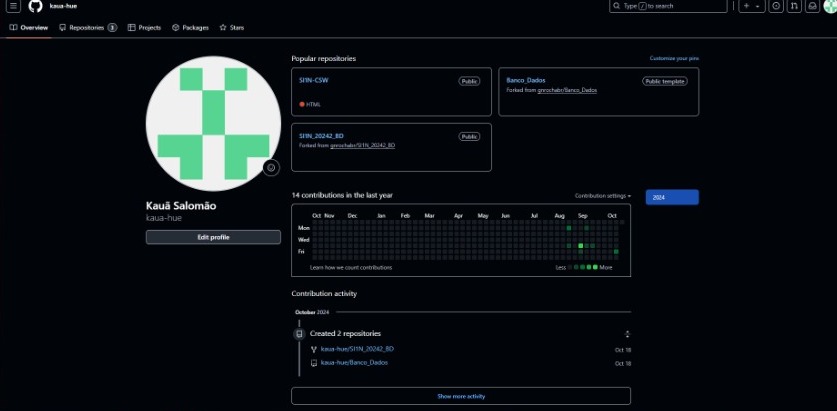 kaua-hue
Type / to search
Overview
Repositories 3
Projects
Packages
Stars
Kauã Salomão
kaua-hue
Edit profile
Popular repositories
Customize your pins
SI1N-CSW Public
HTML
Banco_Dados Public template
Forked from gnrochabr/Banco_Dados
SI1N_20242_BD Public
Forked from gnrochabr/SI1N_20242_BD
14 contributions in the last year
Contribution settings
2024
Oct Nov Dec Jan Feb Mar Apr May Jun Jul Aug Sep Oct
Mon
Wed
Fri
Learn how we count contributions
Less More
Contribution activity
October 2024
Created 2 repositories
kaua-hue/SI1N_20242_BD Oct 18
kaua-hue/Banco_Dados Oct 18
Show more activity